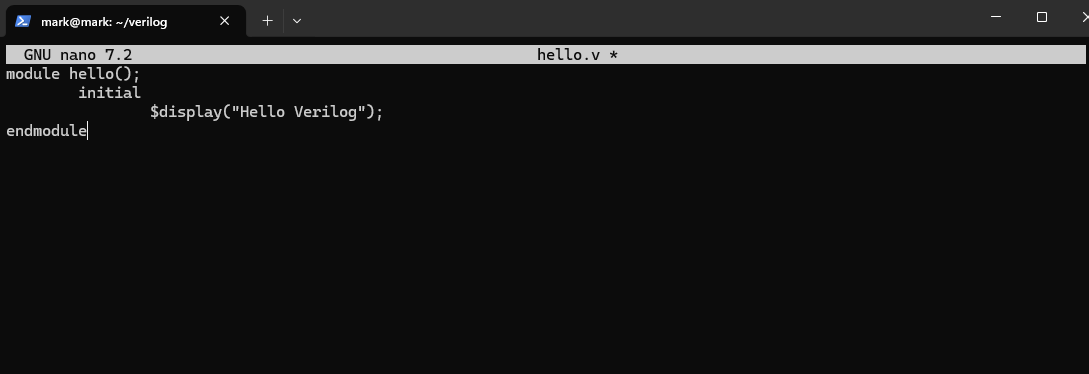 mark@mark: ~/verilog
GNU nano 7.2 hello.v *
module hello();
        initial
                $display("Hello Verilog");
endmodule